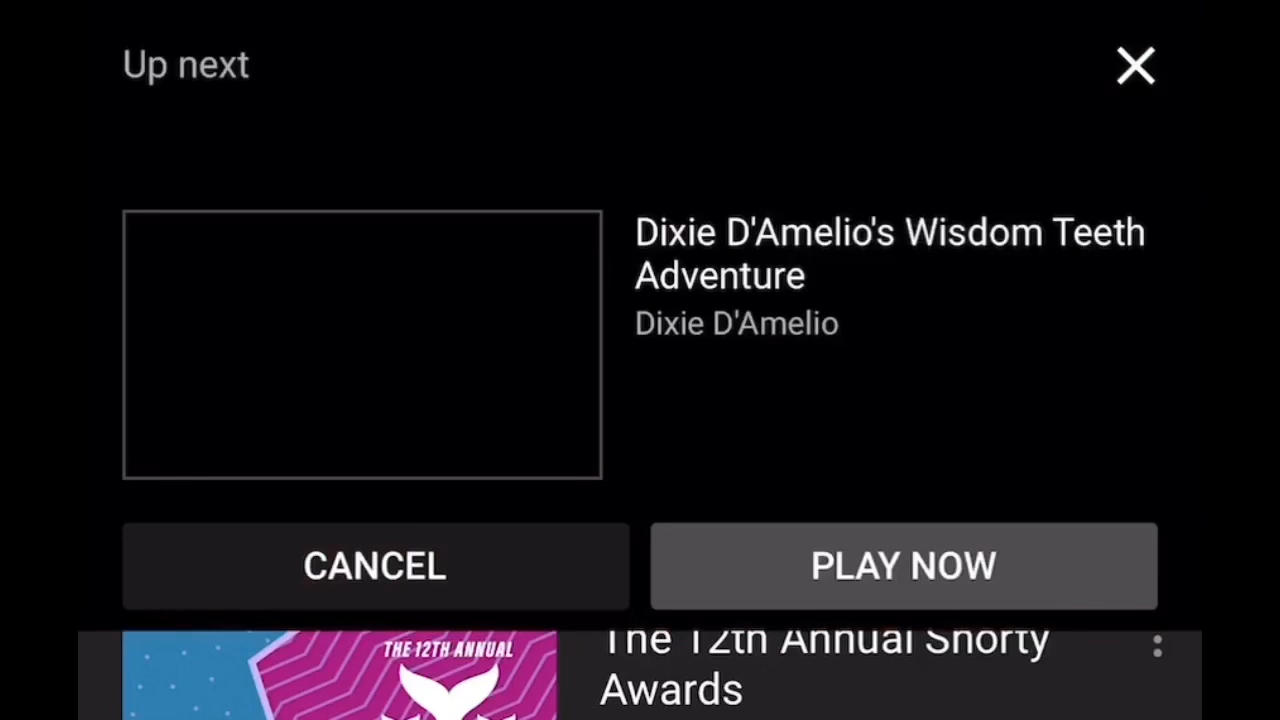 Up next
Dixie D'Amelio's Wisdom Teeth
Adventure
Dixie D'Amelio
CANCEL
PLAY NOW
THE 12TH ANNUAL
The 12th Annual Shorty
Awards